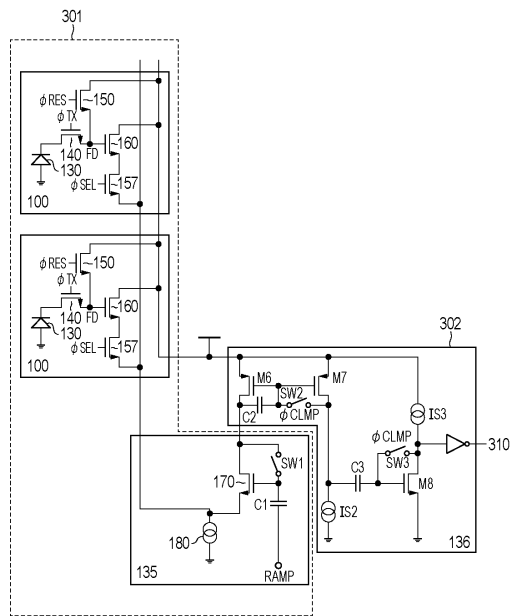 301
φRES
150
φTX
140
FD
160
130
φSEL
157
100
φRES
150
φTX
140
FD
160
130
φSEL
157
100
302
M6
M7
SW2
C2
φCLMP
IS3
φCLMP
310
SW1
C3
SW3
M8
170
C1
IS2
180
135
RAMP
136